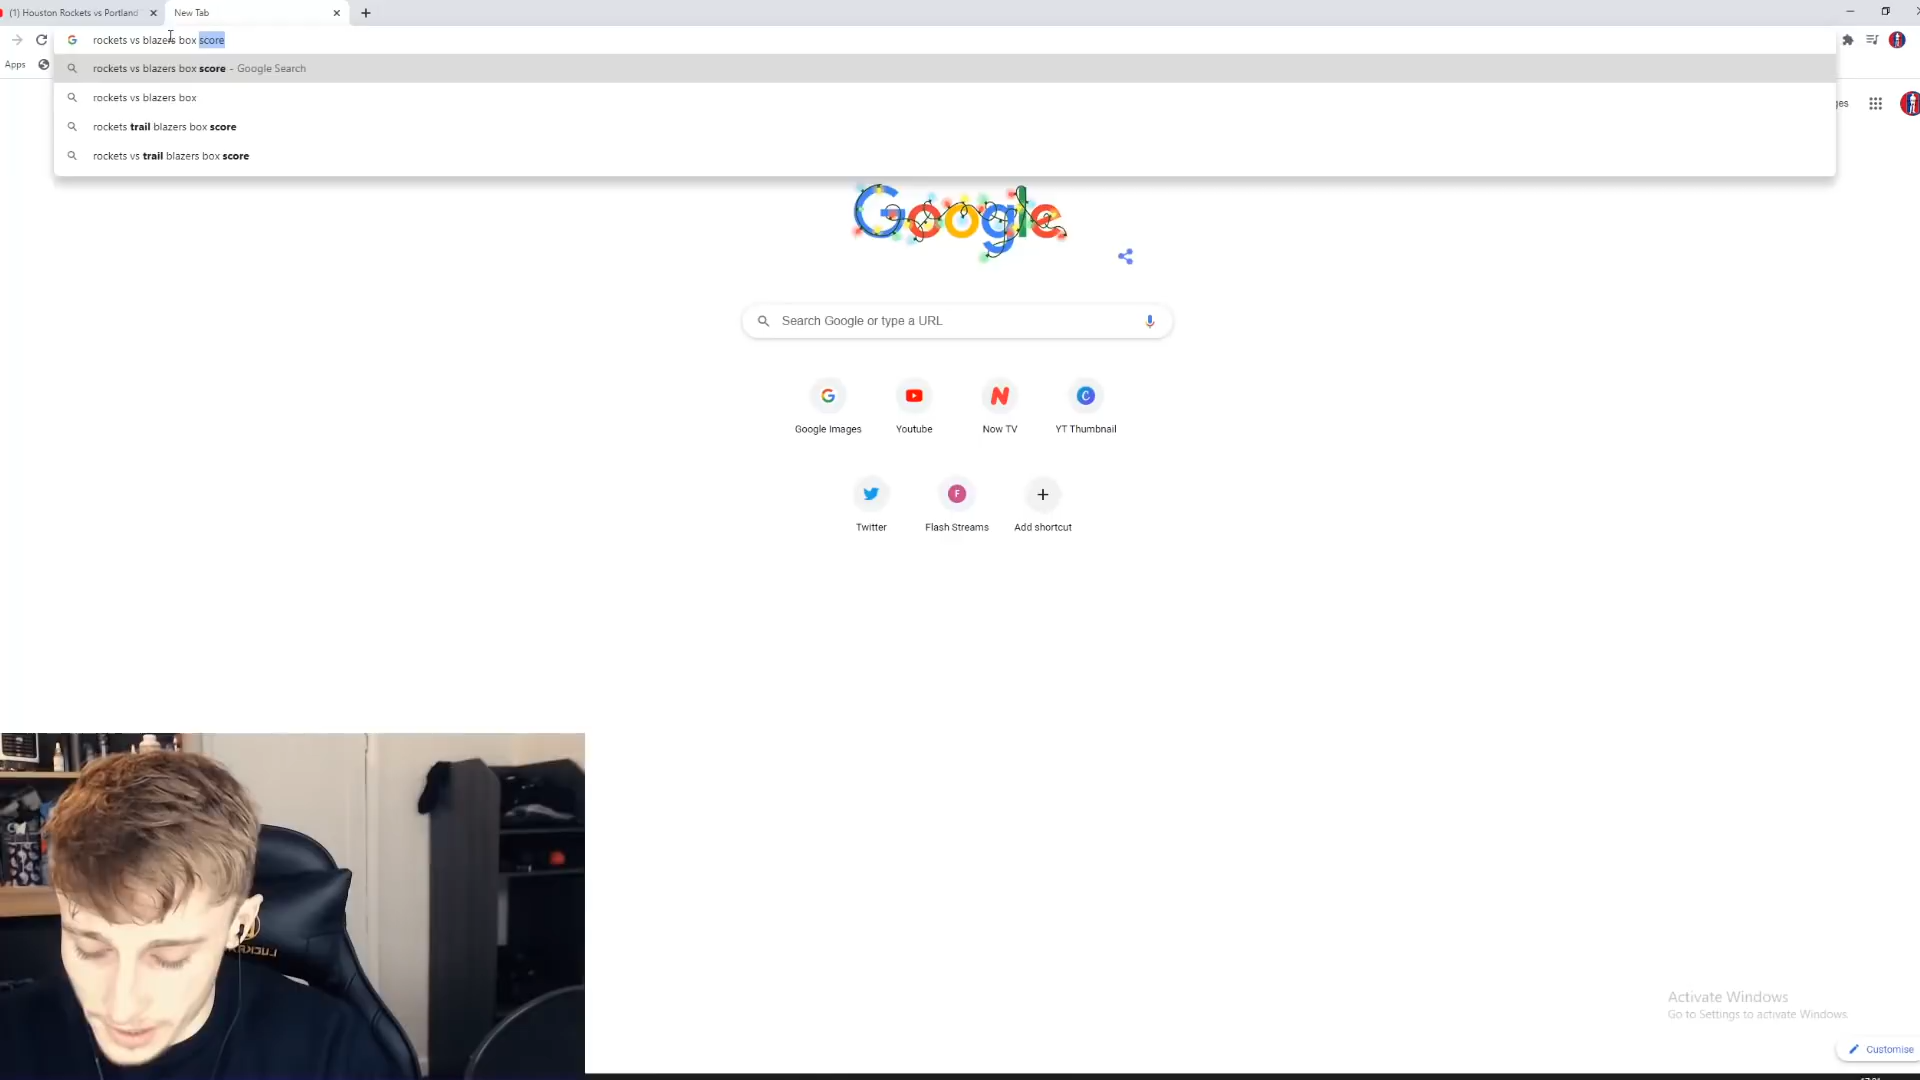 (1) Houston Rockets vs Portland
New Tab
rockets vs blazers box score
Apps
rockets vs blazers box score - Google Search
rockets vs blazers box
rockets trail blazers box score
rockets vs trail blazers box score
Google
Search Google or type a URL
Google Images
Youtube
Now TV
YT Thumbnail
Twitter
F
Flash Streams
Add shortcut
Activate Windows
Go to Settings to activate Windows.
Customise